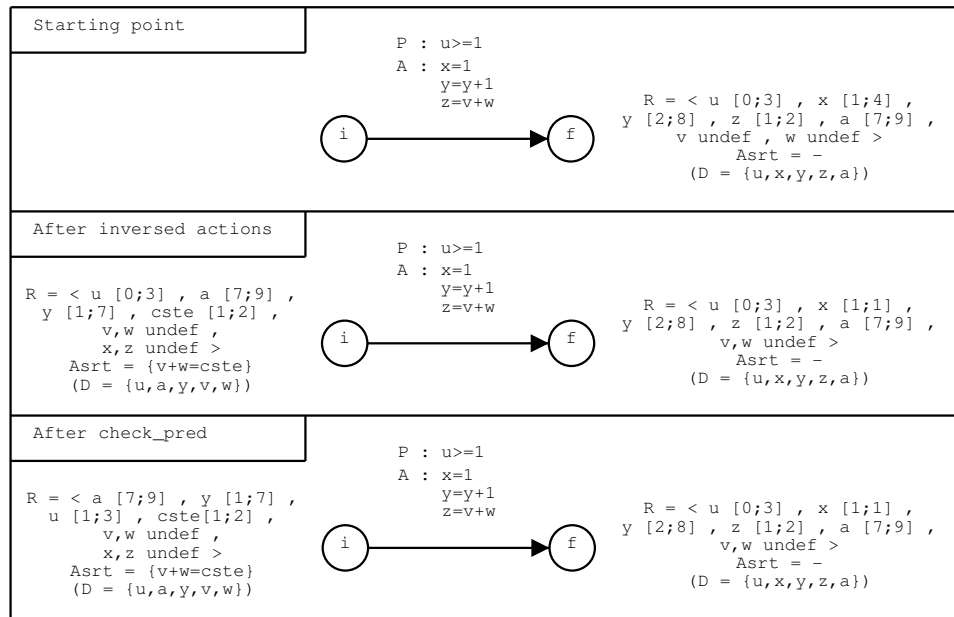 Starting point
P : u>=1
A : x=1
y=y+1
z=v+w
i
f
R = < u [0;3] , x [1;4] ,
y [2;8] , z [1;2] , a [7;9] ,
v undef , w undef >
Asrt = -
(D = {u,x,y,z,a})
After inversed actions
P : u>=1
A : x=1
y=y+1
z=v+w
R = < u [0;3] , a [7;9] ,
y [1;7] , cste [1;2] ,
v,w undef ,
x,z undef >
Asrt = {v+w=cste}
(D = {u,a,y,v,w})
i
f
R = < u [0;3] , x [1;1] ,
y [2;8] , z [1;2] , a [7;9] ,
v,w undef >
Asrt = -
(D = {u,x,y,z,a})
After check_pred
P : u>=1
A : x=1
y=y+1
z=v+w
R = < a [7;9] , y [1;7] ,
u [1;3] , cste[1;2] ,
v,w undef ,
x,z undef >
Asrt = {v+w=cste}
(D = {u,a,y,v,w})
i
f
R = < u [0;3] , x [1;1] ,
y [2;8] , z [1;2] , a [7;9] ,
v,w undef >
Asrt = -
(D = {u,x,y,z,a})